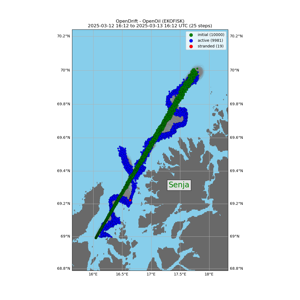 OpenDrift - OpenOil (EKOFISK)
2025-03-12 16:12 to 2025-03-13 16:12 UTC (25 steps)
initial (10000)
active (9981)
stranded (19)
70.2°N 70.2°N
70°N 70°N
69.8°N 69.8°N
69.6°N 69.6°N
69.4°N 69.4°N
Senja
69.2°N 69.2°N
69°N 69°N
68.8°N 68.8°N
16°E 16.5°E 17°E 17.5°E 18°E